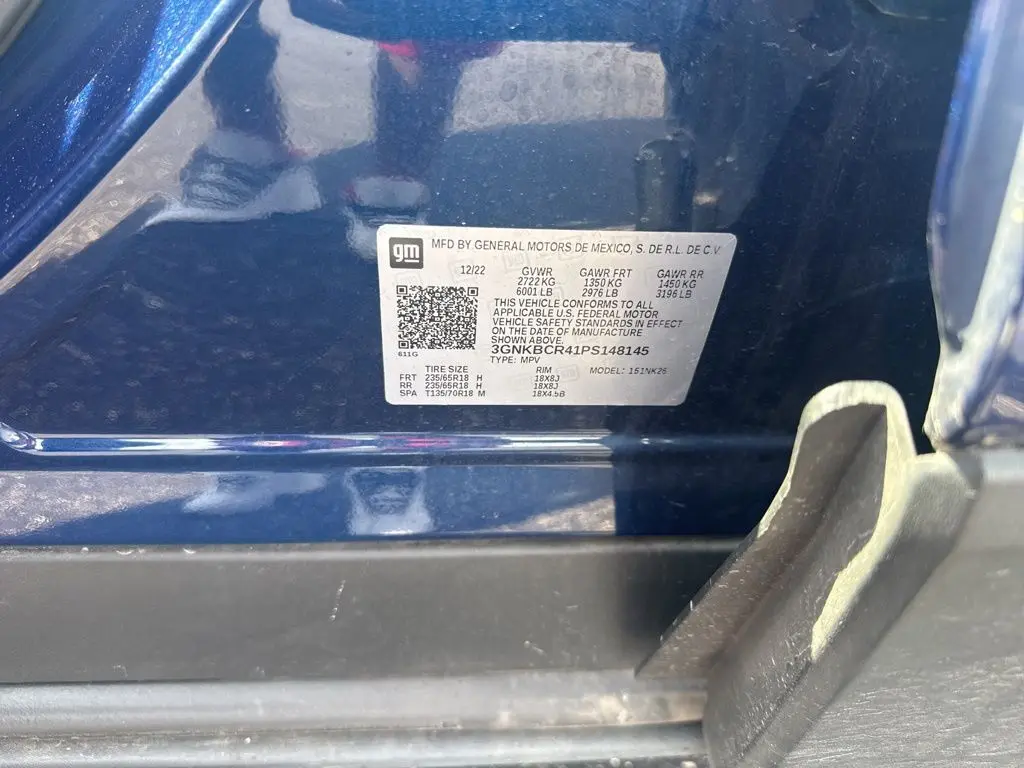 gm MFD BY GENERAL MOTORS DE MEXICO, S. DE R.L. DE C.V.
12/22 GVWR GAWR FRT GAWR RR
2722 KG 1350 KG 1450 KG
6001 LB 2976 LB 3196 LB
THIS VEHICLE CONFORMS TO ALL
APPLICABLE U.S. FEDERAL MOTOR
VEHICLE SAFETY STANDARDS IN EFFECT
ON THE DATE OF MANUFACTURE
SHOWN ABOVE.
611G 3GNKBCR41PS148145
TYPE: MPV MODEL: 151NK26
TIRE SIZE RIM
FRT 235/65R18 H 18X8J
RR 235/65R18 H 18X8J
SPA T135/70R18 M 18X4.5B